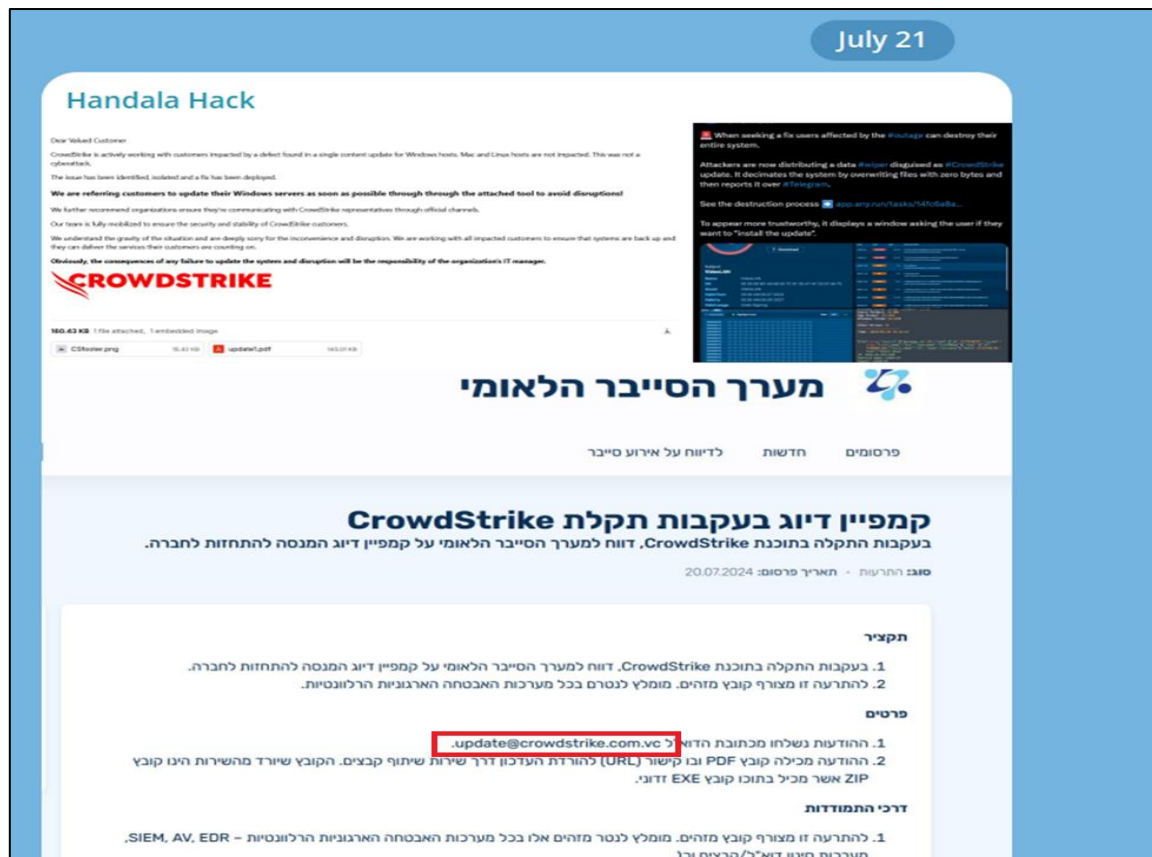 July 21
Handala Hack
Dear Valued Customer
CrowdStrike is actively working with customers impacted by a defect found in a single content update for Windows hosts. Mac and Linux hosts are not impacted. This was not a
cyberattack.
The issue has been identified, isolated and a fix has been deployed.
We are referring customers to update their Windows servers as soon as possible through through the attached tool to avoid disruptions!
We further recommend organizations ensure they're communicating with CrowdStrike representatives through official channels.
Our team is fully mobilized to ensure the security and stability of CrowdStrike customers.
We understand the gravity of the situation and are deeply sorry for the inconvenience and disruption. We are working with all impacted customers to ensure that systems are back up and
they can deliver the services their customers are counting on.
Obviously, the consequences of any failure to update the system and disruption will be the responsibility of the organization's IT manager.
CROWDSTRIKE
160.43 KB 1 file attached, 1 embedded image
CSfooter.png 15.42 KB update1.pdf 145.01 KB
When seeking a fix users affected by the #outage can destroy their
entire system.
Attackers are now distributing a data #wiper disguised as #CrowdStrike
update. It decimates the system by overwriting files with zero bytes and
then reports it over #Telegram.
See the destruction process ➡ app.any.run/tasks/14fc6a8a...
To appear more trustworthy, it displays a window asking the user if they
want to "install the update".
מערך הסייבר הלאומי
פרסומים חדשות לדיווח על אירוע סייבר
קמפיין דיוג בעקבות תקלת CrowdStrike
בעקבות התקלה בתוכנת CrowdStrike, דווח למערך הסייבר הלאומי על קמפיין דיוג המנסה להתחזות לחברה.
סוג: התרעות · תאריך פרסום: 20.07.2024
תקציר
1. בעקבות התקלה בתוכנת CrowdStrike, דווח למערך הסייבר הלאומי על קמפיין דיוג המנסה להתחזות לחברה.
2. להתרעה זו מצורף קובץ מזהים. מומלץ לנטרם בכל מערכות האבטחה הארגוניות הרלוונטיות.
פרטים
1. ההודעות נשלחו מכתובת הדוא"ל update@crowdstrike.com.vc.
2. ההודעה מכילה קובץ PDF ובו קישור (URL) להורדת העדכון דרך שירות שיתוף קבצים. הקובץ שיורד מהשירות הינו קובץ
ZIP אשר מכיל בתוכו קובץ EXE זדוני.
דרכי התמודדות
1. להתרעה זו מצורף קובץ מזהים. מומלץ לנטר מזהים אלו בכל מערכות האבטחה הארגוניות הרלוונטיות – SIEM, AV, EDR,